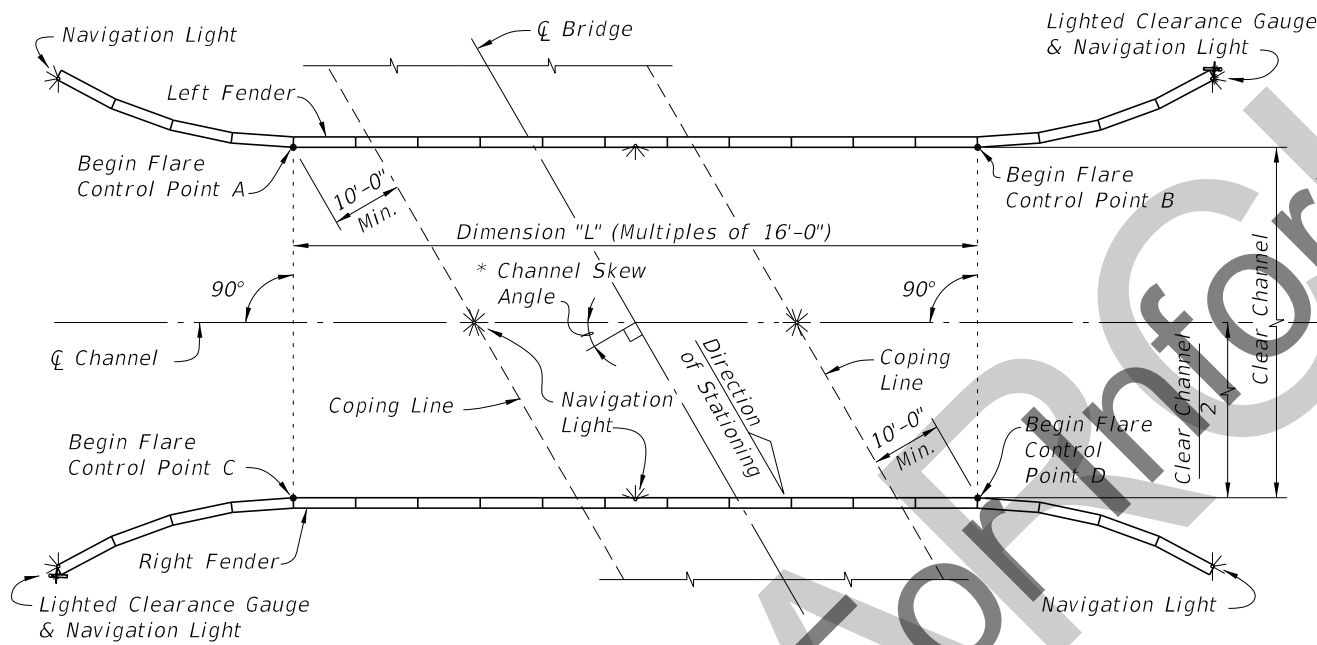 Navigation Light
℄ Bridge
Lighted Clearance Gauge
& Navigation Light
Left Fender
Begin Flare
Control Point A
10'-0"
Min.
Begin Flare
Control Point B
Dimension "L" (Multiples of 16'-0")
* Channel Skew
Angle
90°
90°
℄ Channel
Clear Channel
Clear Channel
2
Direction
of Stationing
Coping
Line
Coping Line
Navigation
Light
10'-0"
Min.
Begin Flare
Control Point C
Begin Flare
Control
Point D
Right Fender
Lighted Clearance Gauge
& Navigation Light
Navigation Light